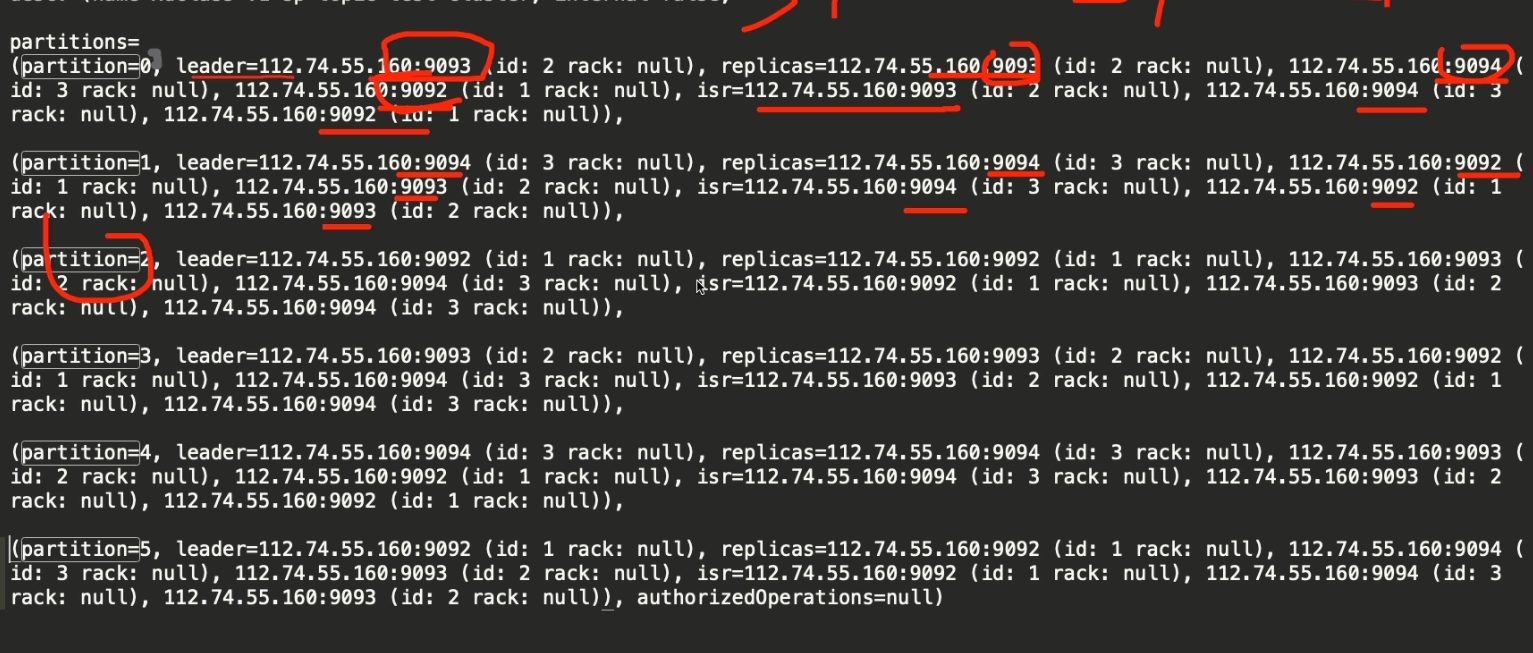 partitions=
(partition=0, leader=112.74.55.160:9093 (id: 2 rack: null), replicas=112.74.55.160:9093 (id: 2 rack: null), 112.74.55.160:9094 (
id: 3 rack: null), 112.74.55.160:9092 (id: 1 rack: null), isr=112.74.55.160:9093 (id: 2 rack: null), 112.74.55.160:9094 (id: 3
rack: null), 112.74.55.160:9092 (id: 1 rack: null)),
(partition=1, leader=112.74.55.160:9094 (id: 3 rack: null), replicas=112.74.55.160:9094 (id: 3 rack: null), 112.74.55.160:9092 (
id: 1 rack: null), 112.74.55.160:9093 (id: 2 rack: null), isr=112.74.55.160:9094 (id: 3 rack: null), 112.74.55.160:9092 (id: 1
rack: null), 112.74.55.160:9093 (id: 2 rack: null)),
(partition=2, leader=112.74.55.160:9092 (id: 1 rack: null), replicas=112.74.55.160:9092 (id: 1 rack: null), 112.74.55.160:9093 (
id: 2 rack: null), 112.74.55.160:9094 (id: 3 rack: null), isr=112.74.55.160:9092 (id: 1 rack: null), 112.74.55.160:9093 (id: 2
rack: null), 112.74.55.160:9094 (id: 3 rack: null)),
(partition=3, leader=112.74.55.160:9093 (id: 2 rack: null), replicas=112.74.55.160:9093 (id: 2 rack: null), 112.74.55.160:9092 (
id: 1 rack: null), 112.74.55.160:9094 (id: 3 rack: null), isr=112.74.55.160:9093 (id: 2 rack: null), 112.74.55.160:9092 (id: 1
rack: null), 112.74.55.160:9094 (id: 3 rack: null)),
(partition=4, leader=112.74.55.160:9094 (id: 3 rack: null), replicas=112.74.55.160:9094 (id: 3 rack: null), 112.74.55.160:9093 (
id: 2 rack: null), 112.74.55.160:9092 (id: 1 rack: null), isr=112.74.55.160:9094 (id: 3 rack: null), 112.74.55.160:9093 (id: 2
rack: null), 112.74.55.160:9092 (id: 1 rack: null)),
(partition=5, leader=112.74.55.160:9092 (id: 1 rack: null), replicas=112.74.55.160:9092 (id: 1 rack: null), 112.74.55.160:9094 (
id: 3 rack: null), 112.74.55.160:9093 (id: 2 rack: null), isr=112.74.55.160:9092 (id: 1 rack: null), 112.74.55.160:9094 (id: 3
rack: null), 112.74.55.160:9093 (id: 2 rack: null)), authorizedOperations=null)